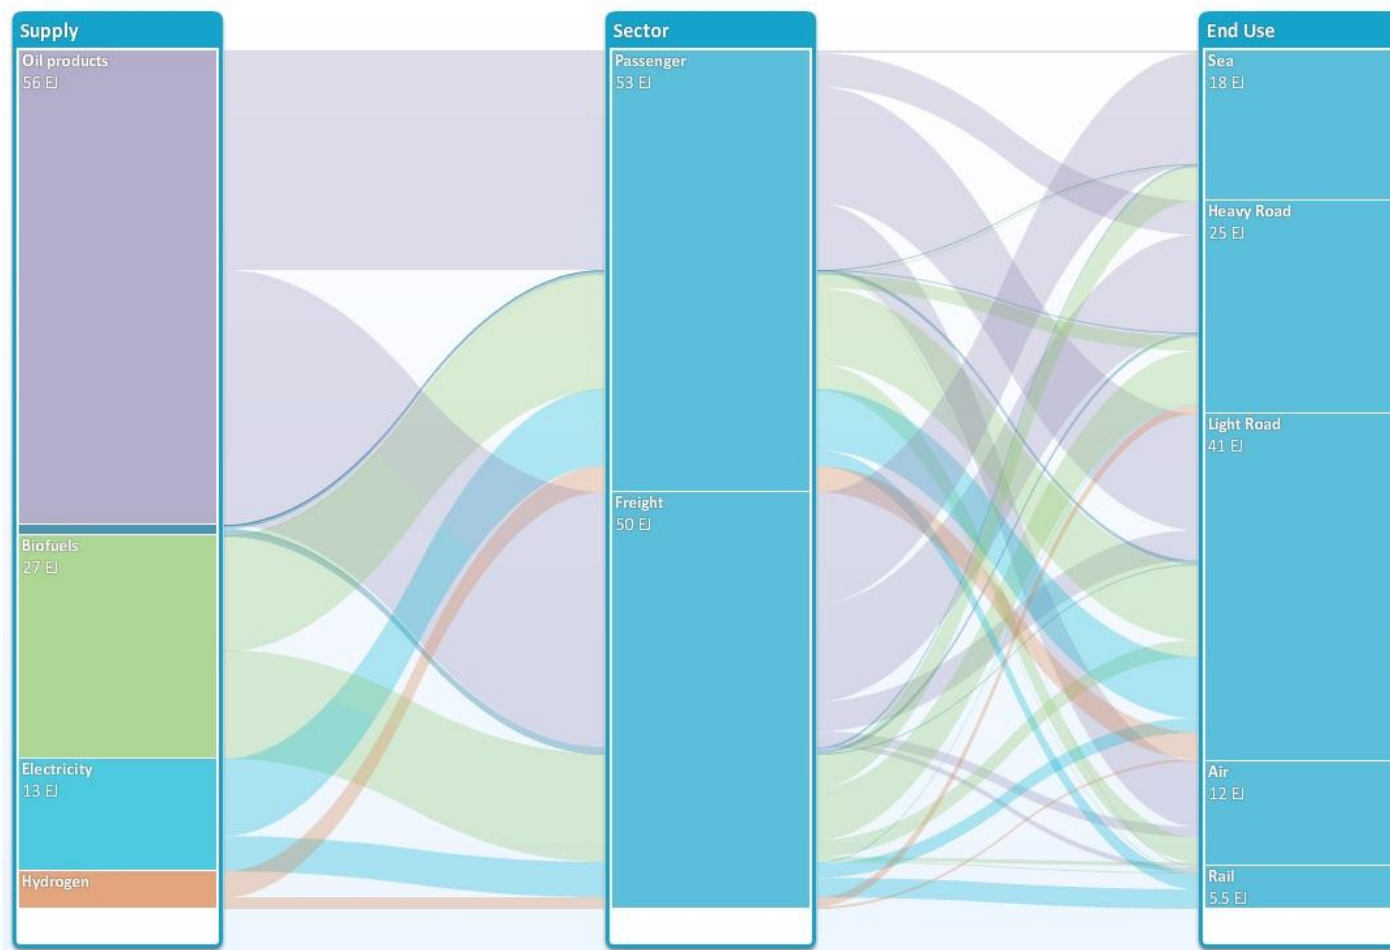 Supply
Oil products
56 EJ
Biofuels
27 EJ
Electricity
13 EJ
Hydrogen
Sector
Passenger
53 EJ
Freight
50 EJ
End Use
Sea
18 EJ
Heavy Road
25 EJ
Light Road
41 EJ
Air
12 EJ
Rail
5.5 EJ